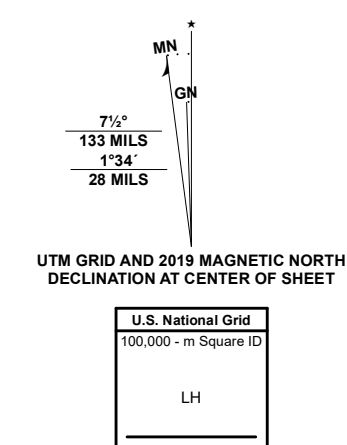 ★
MN
GN
7½°
133 MILS
1°34´
28 MILS
UTM GRID AND 2019 MAGNETIC NORTH
DECLINATION AT CENTER OF SHEET
U.S. National Grid
100,000 - m Square ID
LH